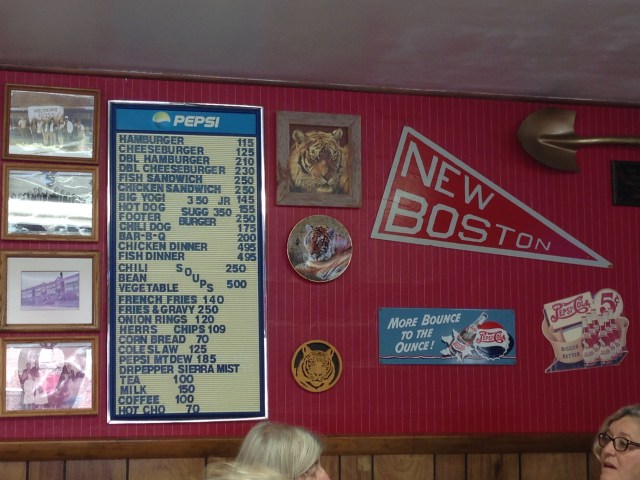 PEPSI
HAMBURGER 115
CHEESEBURGER 125
DBL HAMBURGER 210
DBL CHEESEBURGER 230
FISH SANDWICH 250
CHICKEN SANDWICH 250
BIG YOGI 350 JR 145
HOT DOG 155
FOOTER SUGG 350 210
BURGER 250
CHILI DOG 175
BAR-B-Q 200
CHICKEN DINNER 495
FISH DINNER 495
CHILI 250
BEAN SOUPS
VEGETABLE 500
FRENCH FRIES 140
FRIES & GRAVY 250
ONION RINGS 120
HERRS CHIPS 109
CORN BREAD 70
COLE SLAW 125
PEPSI MT DEW 185
DRPEPPER SIERRA MIST
TEA 100
MILK 150
COFFEE 100
HOT CHO 70
NEW
BOSTON
MORE BOUNCE
TO THE
OUNCE!
PEPSI-COLA
PEPSI-COLA 5¢
BIGGER
BETTER